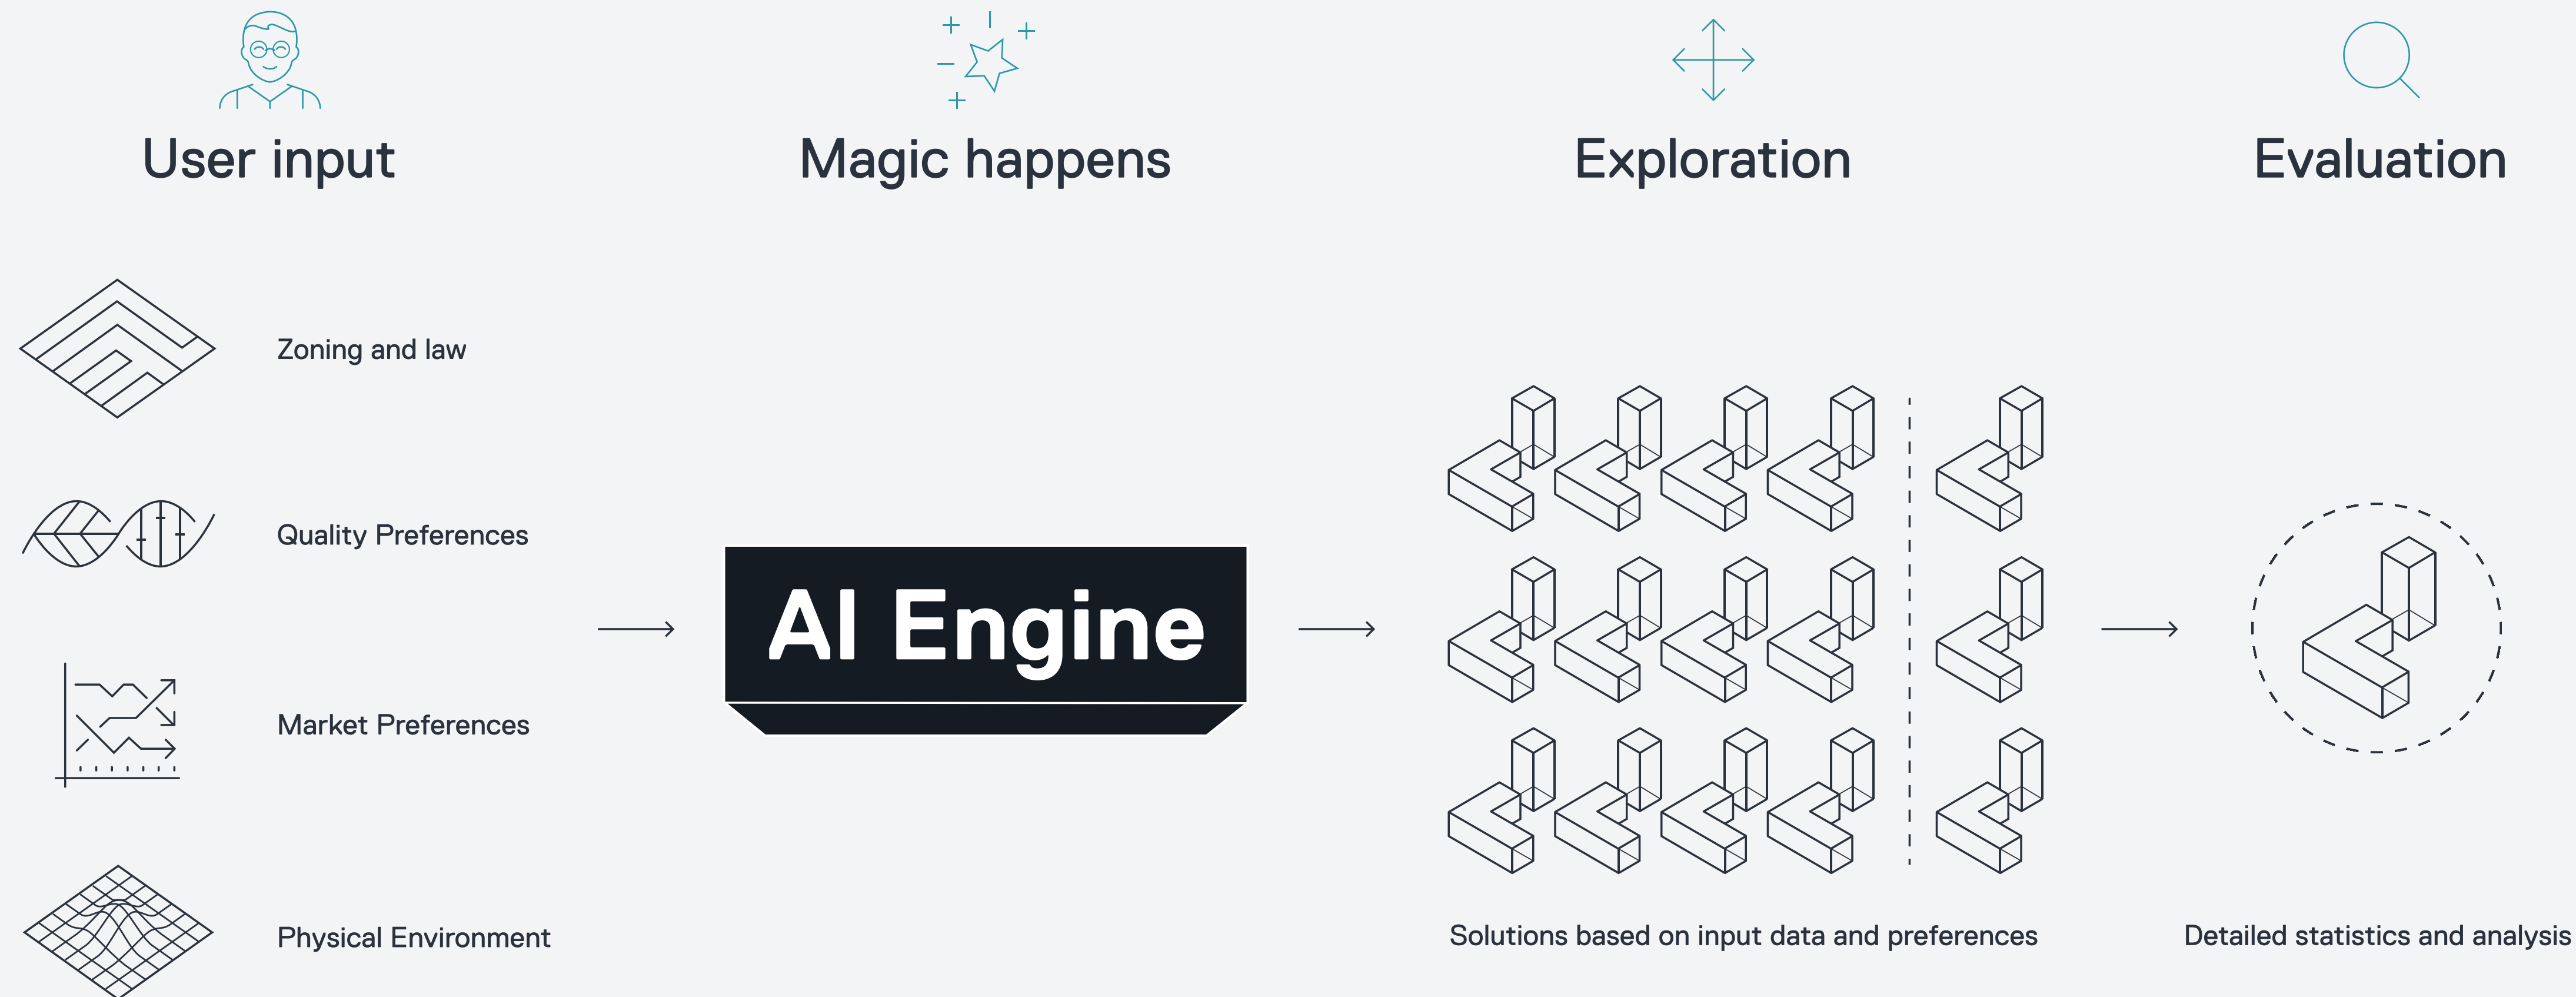 User input
Magic happens
Exploration
Evaluation
Zoning and law
Quality Preferences
Market Preferences
Physical Environment
AI Engine
Solutions based on input data and preferences
Detailed statistics and analysis